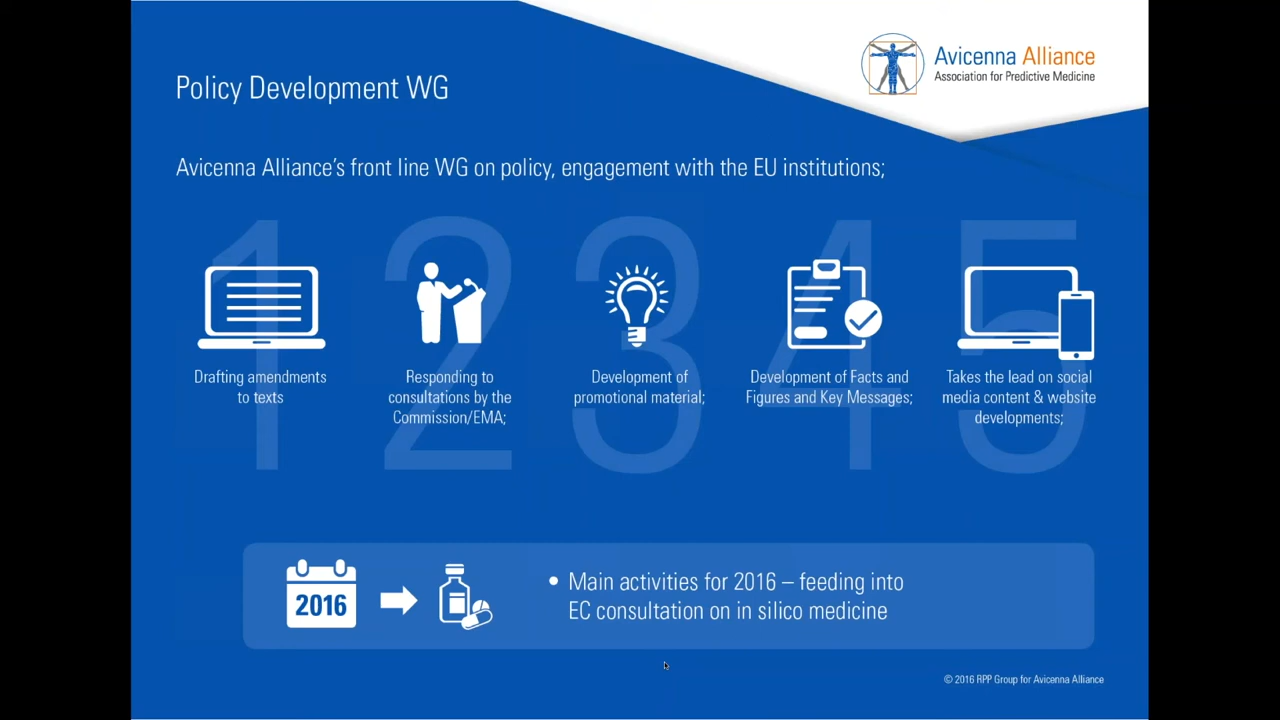 Avicenna Alliance
Association for Predictive Medicine
Policy Development WG
Avicenna Alliance's front line WG on policy, engagement with the EU institutions;
1
2
3
4
5
Drafting amendments
to texts
Responding to
consultations by the
Commission/EMA;
Development of
promotional material;
Development of Facts and
Figures and Key Messages;
Takes the lead on social
media content & website
developments;
2016
• Main activities for 2016 – feeding into
EC consultation on in silico medicine
© 2016 RPP Group for Avicenna Alliance